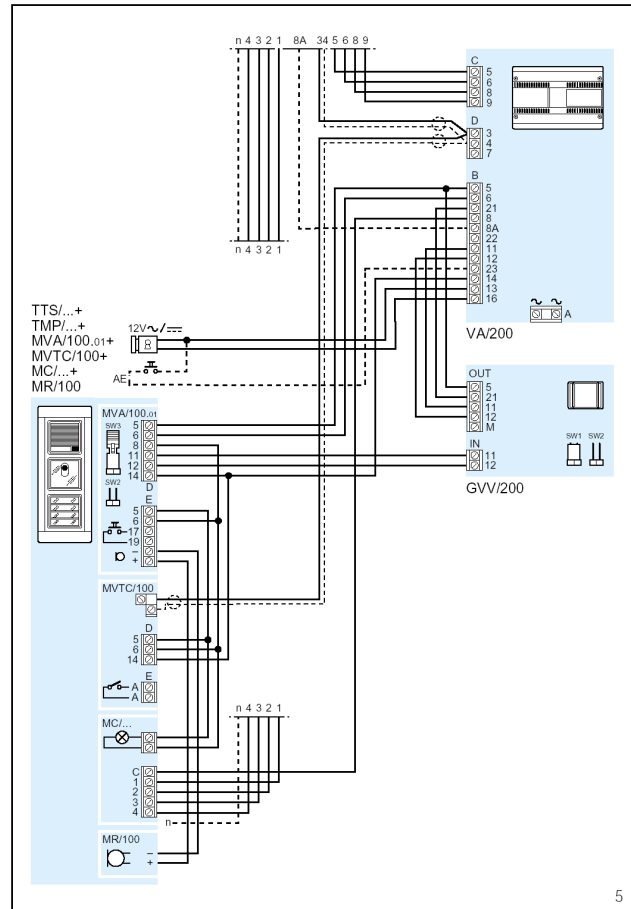 n 4 3 2 1 8A 34 5 6 8 9
C
5
6
8
9
D
3
4
7
B
5
6
21
8
8A
22
11
12
23
14
13
16
~ ~
A
VA/200
n 4 3 2 1
TTS/...+
TMP/...+
MVA/100.01+
MVTC/100+
MC/...+
MR/100
12V~/⎓
AE
OUT
5
21
11
12
M
IN
11
12
SW1 SW2
GVV/200
MVA/100.01
SW3
5
6
8
11
12
14
SW2
D
E
5
6
17
19
–
+
MVTC/100
D
5
6
14
E
A
A
n 4 3 2 1
MC/...
C
1
2
3
4
n
MR/100
–
+
5